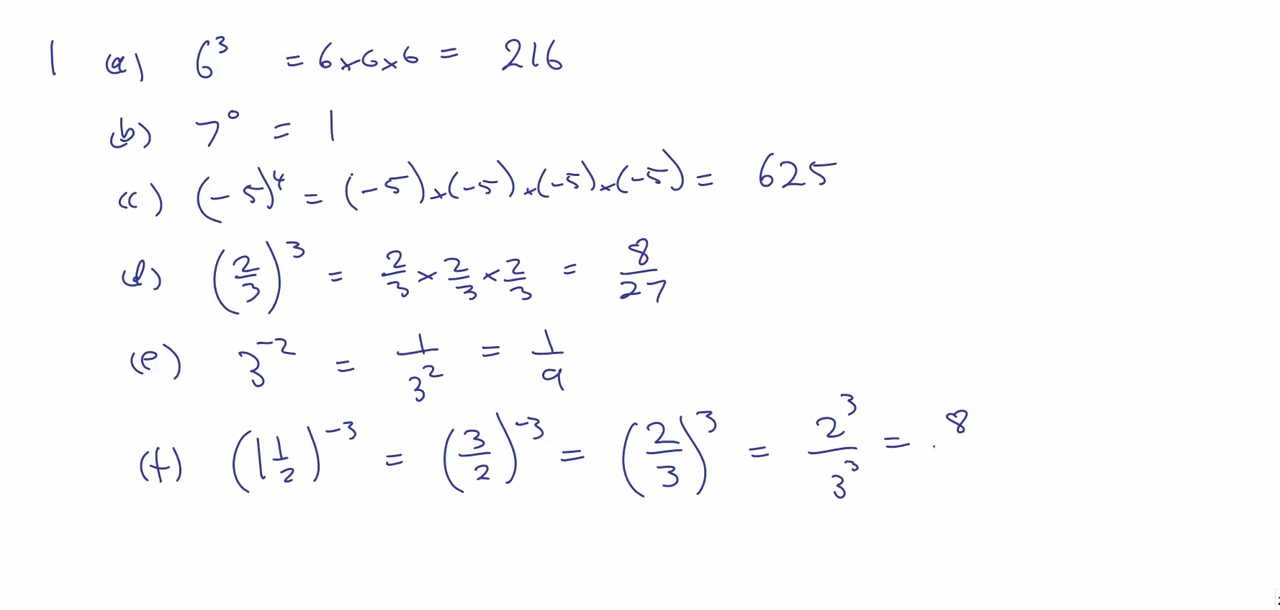 1 (a) 6³ = 6×6×6 = 216
(b) 7⁰ = 1
(c) (-5)⁴ = (-5)×(-5)×(-5)×(-5) = 625
(d) (2/3)³ = 2/3 × 2/3 × 2/3 = 8/27
(e) 3⁻² = 1/3² = 1/9
(f) (1 1/2)⁻³ = (3/2)⁻³ = (2/3)³ = 2³/3³ = 8